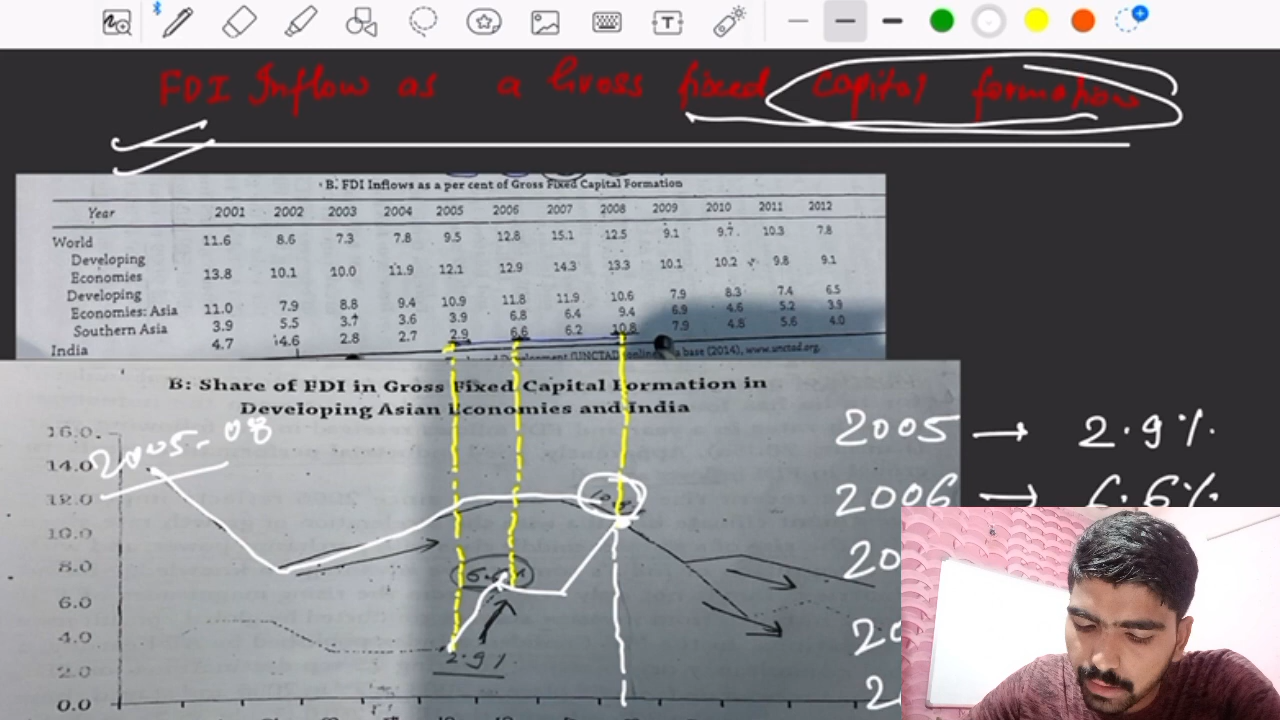 FDI Inflow as a Gross fixed capital formation
B. FDI Inflows as a per cent of Gross Fixed Capital Formation
Year 2001 2002 2003 2004 2005 2006 2007 2008 2009 2010 2011 2012
World 11.6 8.6 7.3 7.8 9.5 12.8 15.1 12.5 9.1 9.7 10.3 7.8
Developing
Economies 13.8 10.1 10.0 11.9 12.1 12.9 14.3 13.3 10.1 10.2 9.8 9.1
Developing
Economies: Asia 11.0 7.9 8.8 9.4 10.9 11.8 11.9 10.6 7.9 8.3 7.4 6.5
Southern Asia 3.9 5.5 3.7 3.6 3.9 6.8 6.4 9.4 6.9 4.6 5.2 3.9
India 4.7 14.6 2.8 2.7 2.9 6.6 6.2 10.8 7.9 4.8 5.6 4.0
Development (UNCTAD online base (2014), www.unctad.org.
B: Share of FDI in Gross Fixed Capital Formation in
Developing Asian Economies and India
2005-08
16.0
14.0
12.0
8.0
6.0
4.0
2.0
0.0
2.9%
2005 → 2.9%
2006 → 6.6%